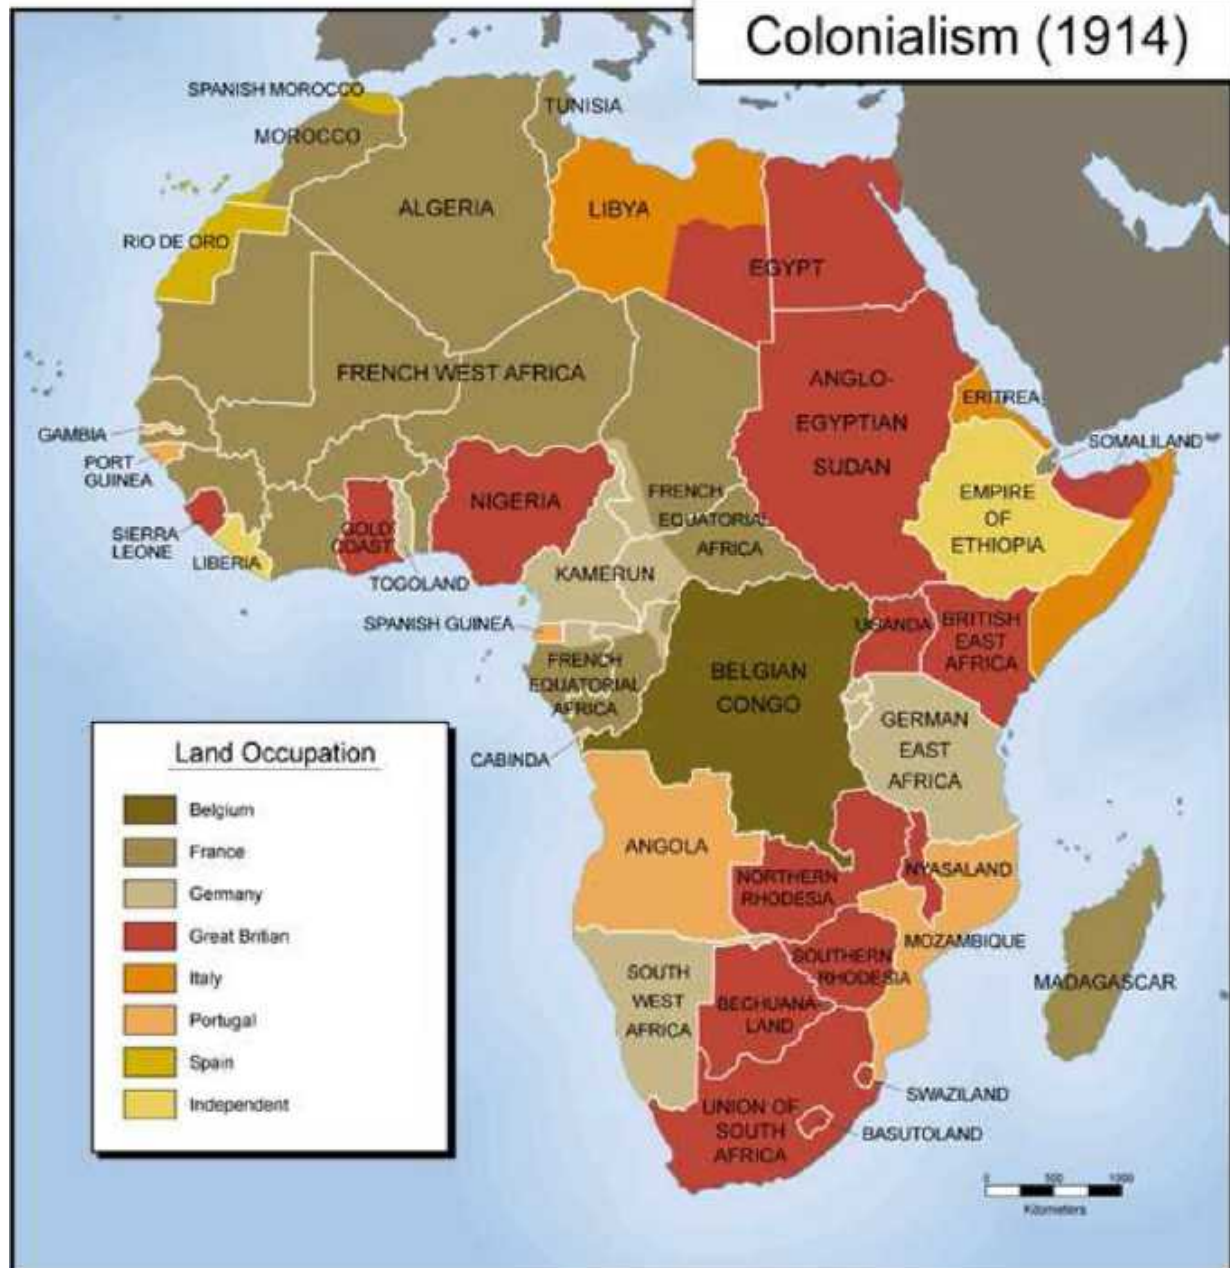 Colonialism (1914)
SPANISH MOROCCO
TUNISIA
MOROCCO
ALGERIA
LIBYA
RIO DE ORO
EGYPT
FRENCH WEST AFRICA
ANGLO-
EGYPTIAN
SUDAN
ERITREA
GAMBIA
SOMALILAND
PORT
GUINEA
NIGERIA
FRENCH
EQUATORIAL
AFRICA
EMPIRE
OF
ETHIOPIA
SIERRA
LEONE
GOLD
COAST
LIBERIA
TOGOLAND
KAMERUN
SPANISH GUINEA
UGANDA
BRITISH
EAST
AFRICA
FRENCH
EQUATORIAL
AFRICA
BELGIAN
CONGO
GERMAN
EAST
AFRICA
CABINDA
Land Occupation
Belgium
France
Germany
Great Britian
Italy
Portugal
Spain
Independent
ANGOLA
NORTHERN
RHODESIA
NYASALAND
MOZAMBIQUE
SOUTHERN
RHODESIA
SOUTH
WEST
AFRICA
BECHUANA-
LAND
MADAGASCAR
SWAZILAND
UNION OF
SOUTH
AFRICA
BASUTOLAND
0 500 1000
Kilometers